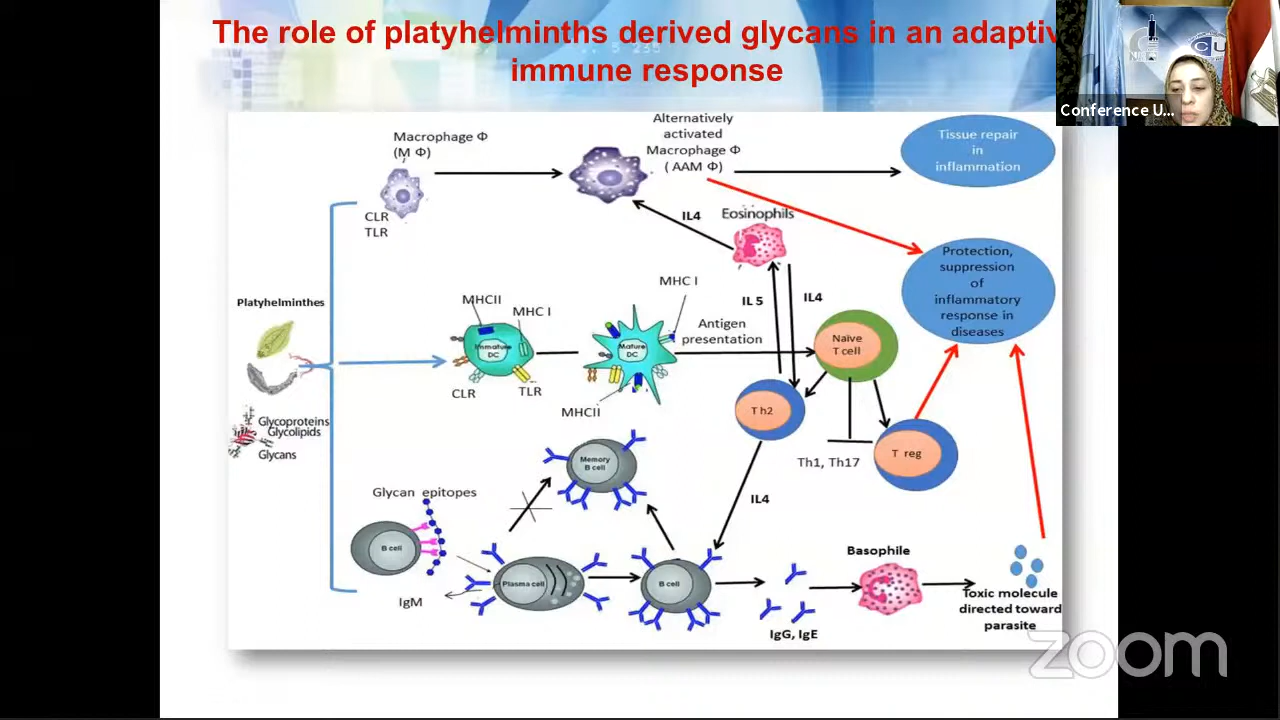 The role of platyhelminths derived glycans in an adaptiv
immune response
Conference U...
Macrophage Φ
(M Φ)
CLR
TLR
Alternatively
activated
Macrophage Φ
( AAM Φ)
Tissue repair
in
inflammation
IL4
Eosinophils
Protection,
suppression
of
inflammatory
response in
diseases
Platyhelminthes
Glycoproteins
Glycolipids
Glycans
MHCII
MHC I
Immature
DC
CLR
TLR
MHC I
Mature
DC
MHCII
Antigen
presentation
IL 5
IL4
Naïve
T cell
T h2
Th1, Th17
T reg
IL4
Memory
B cell
Glycan epitopes
B cell
IgM
Plasma cell
B cell
IgG, IgE
Basophile
Toxic molecule
directed toward
parasite
zoom